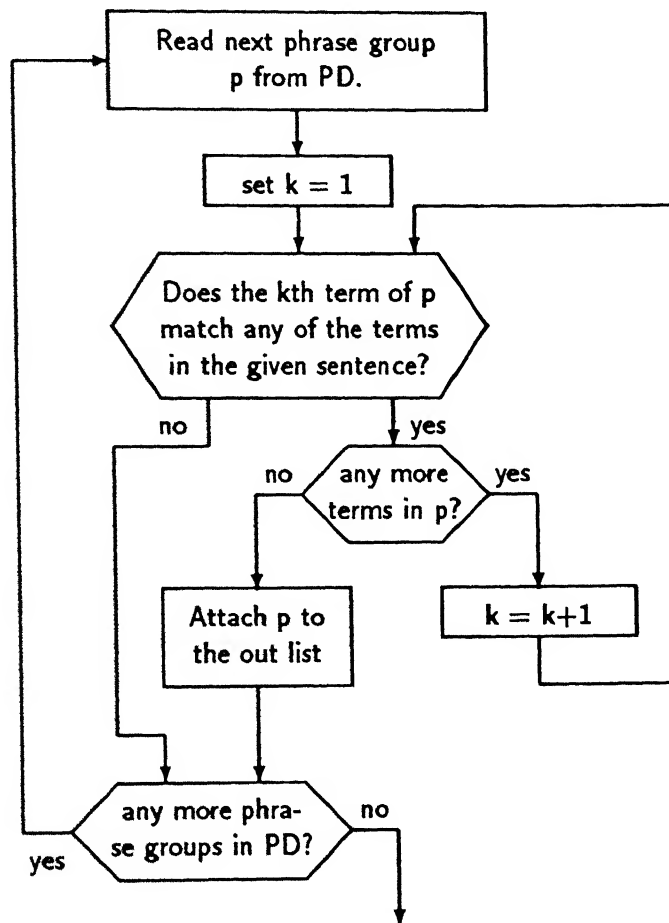 Read next phrase group
p from PD.
set k = 1
Does the kth term of p
match any of the terms
in the given sentence?
no
yes
no
any more
terms in p?
yes
Attach p to
the out list
k = k+1
any more phra-
se groups in PD?
no
yes